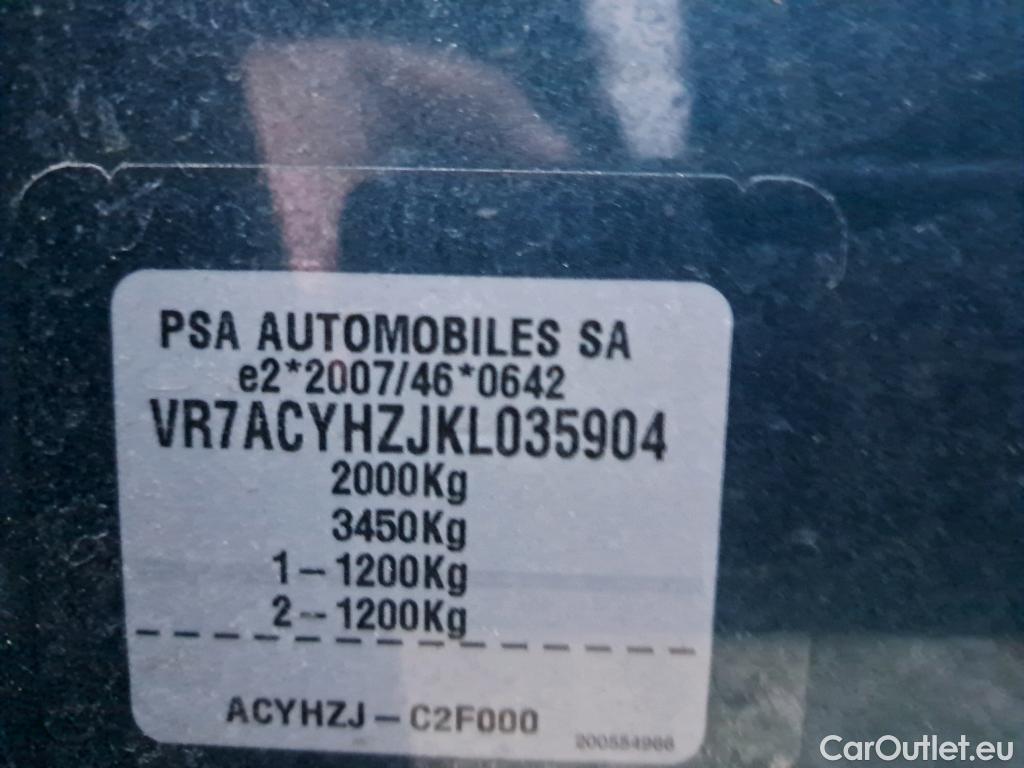 PSA AUTOMOBILES SA
e2*2007/46*0642
VR7ACYHZJKL035904
2000Kg
3450Kg
1-1200Kg
2-1200Kg
ACYHZJ-C2F000
200554966
CarOutlet.eu